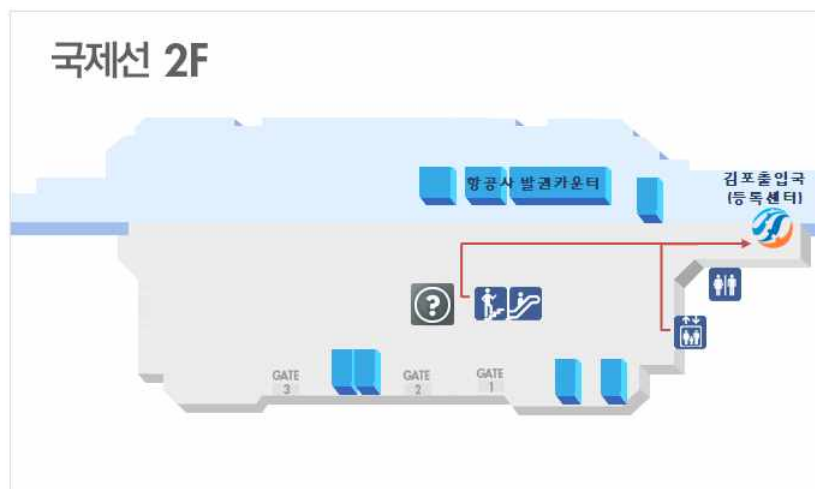 국제선 2F
항공사 발권카운터
김포출입국
(등록센터)
?
GATE
3
GATE
2
GATE
1